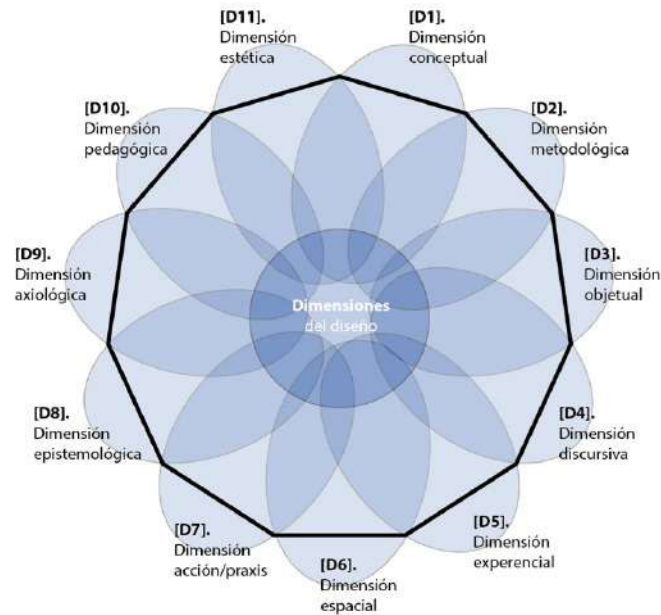 [D11].
Dimensión
estética
[D1].
Dimensión
conceptual
[D10].
Dimensión
pedagógica
[D2].
Dimensión
metodológica
[D9].
Dimensión
axiológica
[D3].
Dimensión
objetual
Dimensiones
del diseño
[D8].
Dimensión
epistemológica
[D4].
Dimensión
discursiva
[D7].
Dimensión
acción/praxis
[D6].
Dimensión
espacial
[D5].
Dimensión
experencial